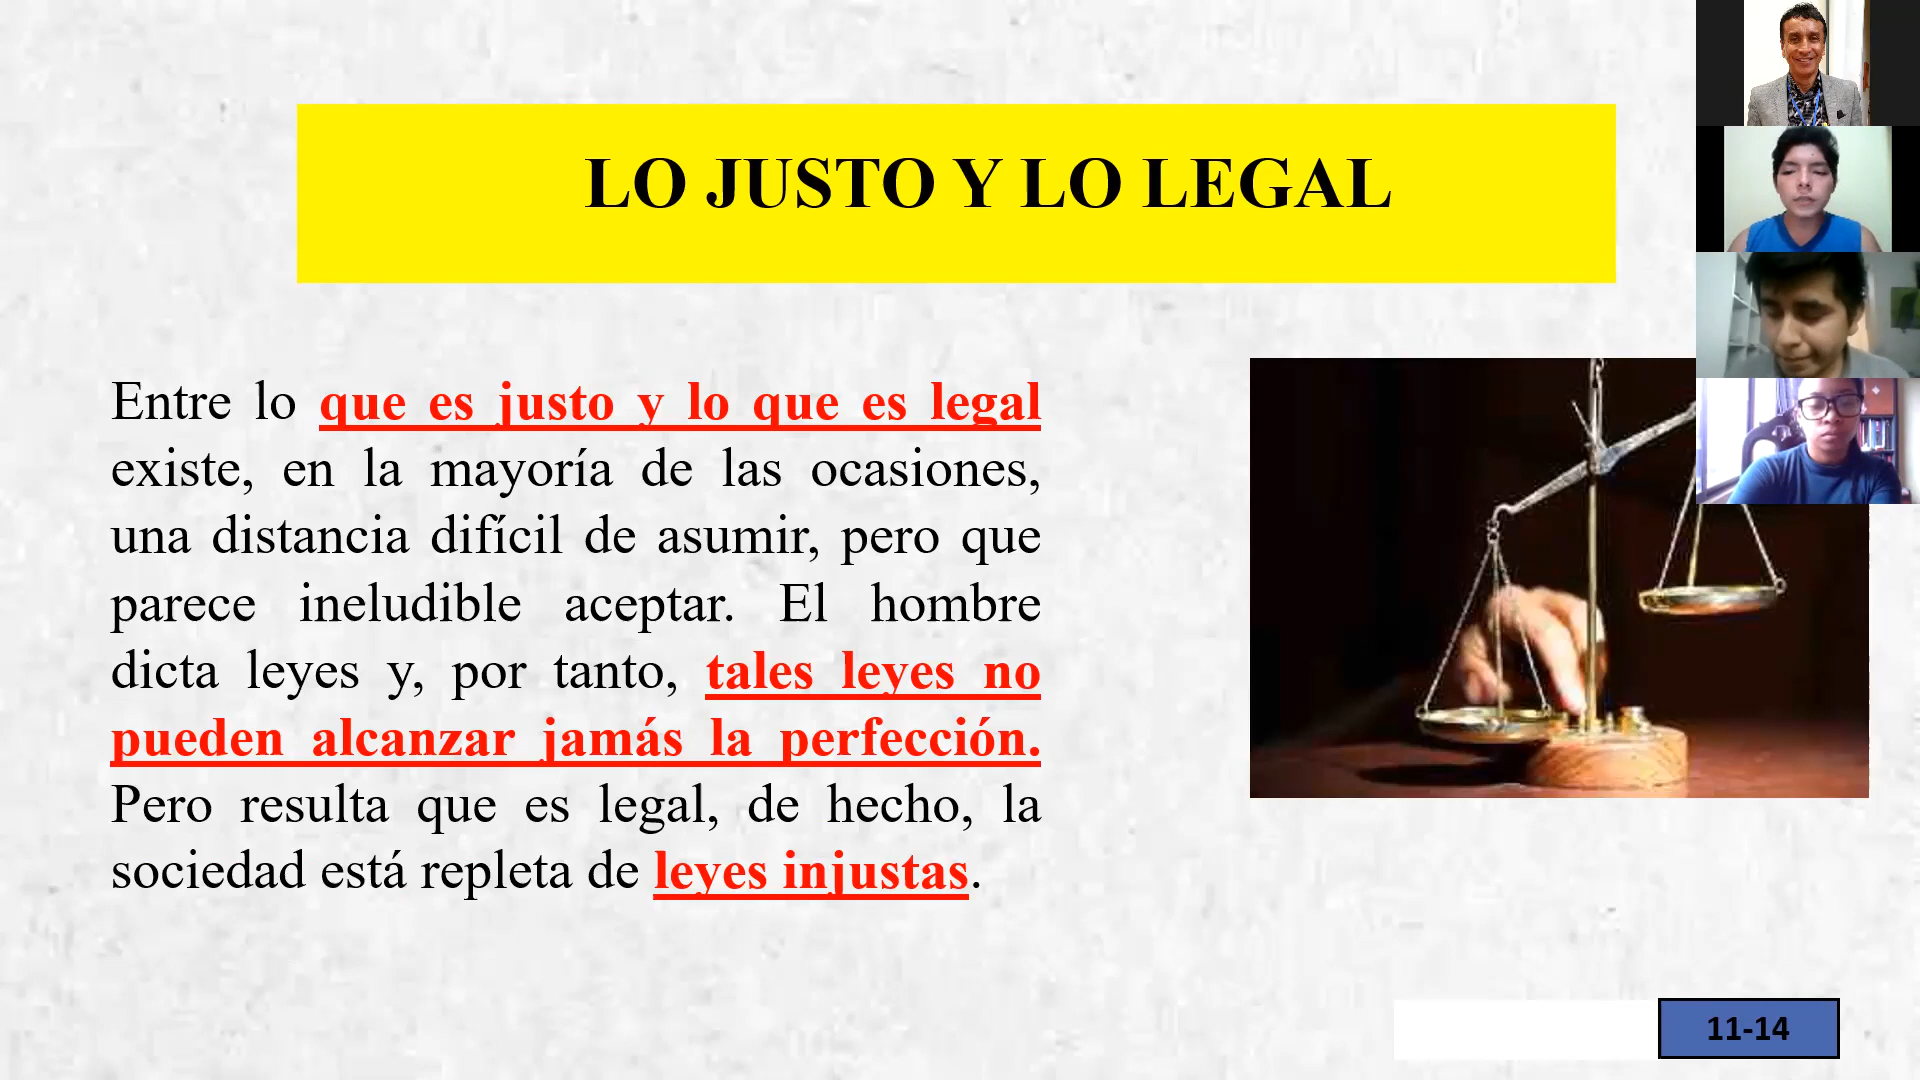 LO JUSTO Y LO LEGAL
Entre lo que es justo y lo que es legal
existe, en la mayoría de las ocasiones,
una distancia difícil de asumir, pero que
parece ineludible aceptar. El hombre
dicta leyes y, por tanto, tales leyes no
pueden alcanzar jamás la perfección.
Pero resulta que es legal, de hecho, la
sociedad está repleta de leyes injustas.
11-14